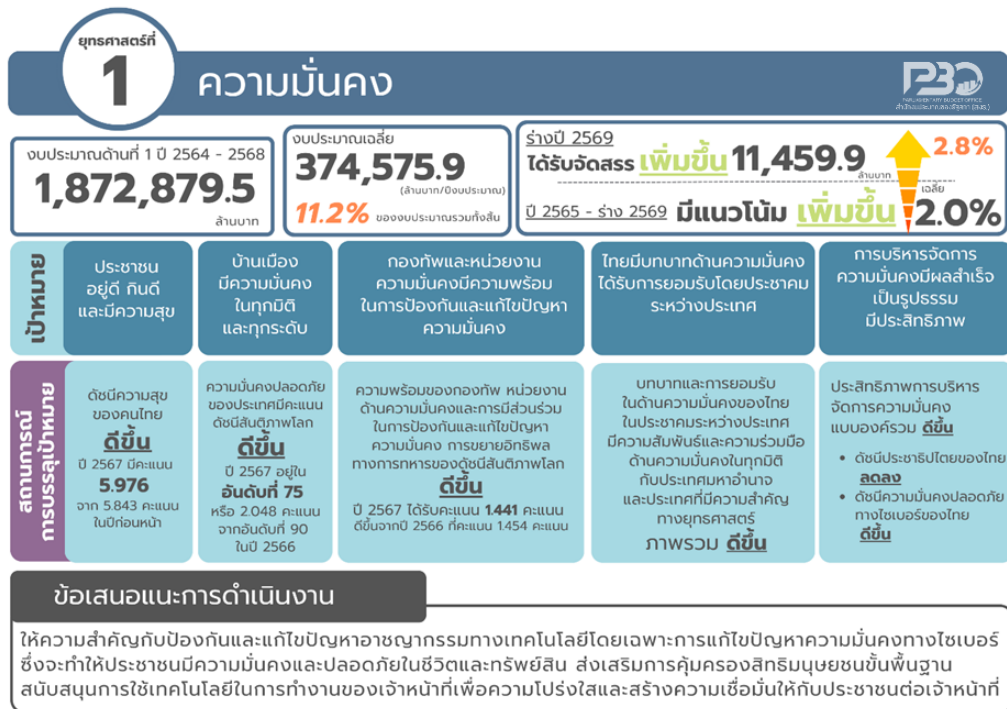 ยุทธศาสตร์ที่
1
ความมั่นคง
PBO
PARLIAMENTARY BUDGET OFFICE
สำนักงบประมาณของรัฐสภา (สงร.)
งบประมาณด้านที่ 1 ปี 2564 - 2568
1,872,879.5
ล้านบาท
งบประมาณเฉลี่ย
374,575.9
(ล้านบาท/ปีงบประมาณ)
11.2% ของงบประมาณรวมทั้งสิ้น
ร่างปี 2569
ได้รับจัดสรร เพิ่มขึ้น 11,459.9
ล้านบาท
2.8%
ปี 2565 - ร่าง 2569 มีแนวโน้ม เพิ่มขึ้น
เฉลี่ย
2.0%
เป้าหมาย
ประชาชน
อยู่ดี กินดี
และมีความสุข
บ้านเมือง
มีความมั่นคง
ในทุกมิติ
และทุกระดับ
กองทัพและหน่วยงาน
ความมั่นคงมีความพร้อม
ในการป้องกันและแก้ไขปัญหา
ความมั่นคง
ไทยมีบทบาทด้านความมั่นคง
ได้รับการยอมรับโดยประชาคม
ระหว่างประเทศ
การบริหารจัดการ
ความมั่นคงมีผลสำเร็จ
เป็นรูปธรรม
มีประสิทธิภาพ
สถานการณ์
การบรรลุเป้าหมาย
ดัชนีความสุข
ของคนไทย
ดีขึ้น
ปี 2567 มีคะแนน
5.976
จาก 5.843 คะแนน
ในปีก่อนหน้า
ความมั่นคงปลอดภัย
ของประเทศมีคะแนน
ดัชนีสันติภาพโลก
ดีขึ้น
ปี 2567 อยู่ใน
อันดับที่ 75
หรือ 2.048 คะแนน
จากอันดับที่ 90
ในปี 2566
ความพร้อมของกองทัพ หน่วยงาน
ด้านความมั่นคงและการมีส่วนร่วม
ในการป้องกันและแก้ไขปัญหา
ความมั่นคง การขยายอิทธิพล
ทางการทหารของดัชนีสันติภาพโลก
ดีขึ้น
ปี 2567 ได้รับคะแนน 1.441 คะแนน
ดีขึ้นจากปี 2566 ที่คะแนน 1.454 คะแนน
บทบาทและการยอมรับ
ในด้านความมั่นคงของไทย
ในประชาคมระหว่างประเทศ
มีความสัมพันธ์และความร่วมมือ
ด้านความมั่นคงในทุกมิติ
กับประเทศมหาอำนาจ
และประเทศที่มีความสำคัญ
ทางยุทธศาสตร์
ภาพรวม ดีขึ้น
ประสิทธิภาพการบริหาร
จัดการความมั่นคง
แบบองค์รวม ดีขึ้น
• ดัชนีประชาธิปไตยของไทย
ลดลง
• ดัชนีความมั่นคงปลอดภัย
ทางไซเบอร์ของไทย
ดีขึ้น
ข้อเสนอแนะการดำเนินงาน
ให้ความสำคัญกับป้องกันและแก้ไขปัญหาอาชญากรรมทางเทคโนโลยีโดยเฉพาะการแก้ไขปัญหาความมั่นคงทางไซเบอร์
ซึ่งจะทำให้ประชาชนมีความมั่นคงและปลอดภัยในชีวิตและทรัพย์สิน ส่งเสริมการคุ้มครองสิทธิมนุษยชนขั้นพื้นฐาน
สนับสนุนการใช้เทคโนโลยีในการทำงานของเจ้าหน้าที่เพื่อความโปร่งใสและสร้างความเชื่อมั่นให้กับประชาชนต่อเจ้าหน้าที่